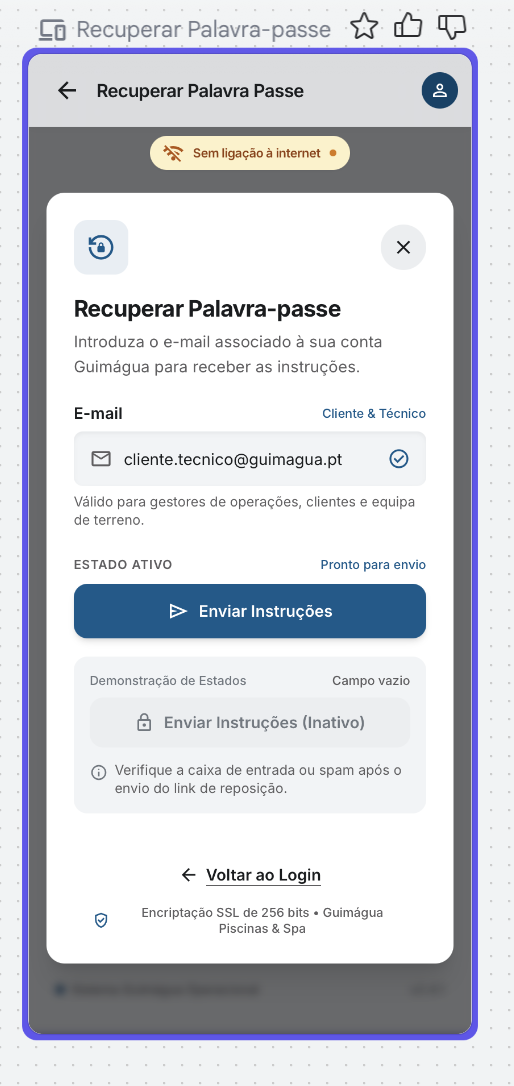 Recuperar Palavra-passe
Recuperar Palavra Passe
Sem ligação à internet
Recuperar Palavra-passe
Introduza o e-mail associado à sua conta
Guimágua para receber as instruções.
E-mail
Cliente & Técnico
cliente.tecnico@guimagua.pt
Válido para gestores de operações, clientes e equipa
de terreno.
ESTADO ATIVO
Pronto para envio
Enviar Instruções
Demonstração de Estados
Campo vazio
Enviar Instruções (Inativo)
Verifique a caixa de entrada ou spam após o
envio do link de reposição.
Voltar ao Login
Encriptação SSL de 256 bits • Guimágua
Piscinas & Spa